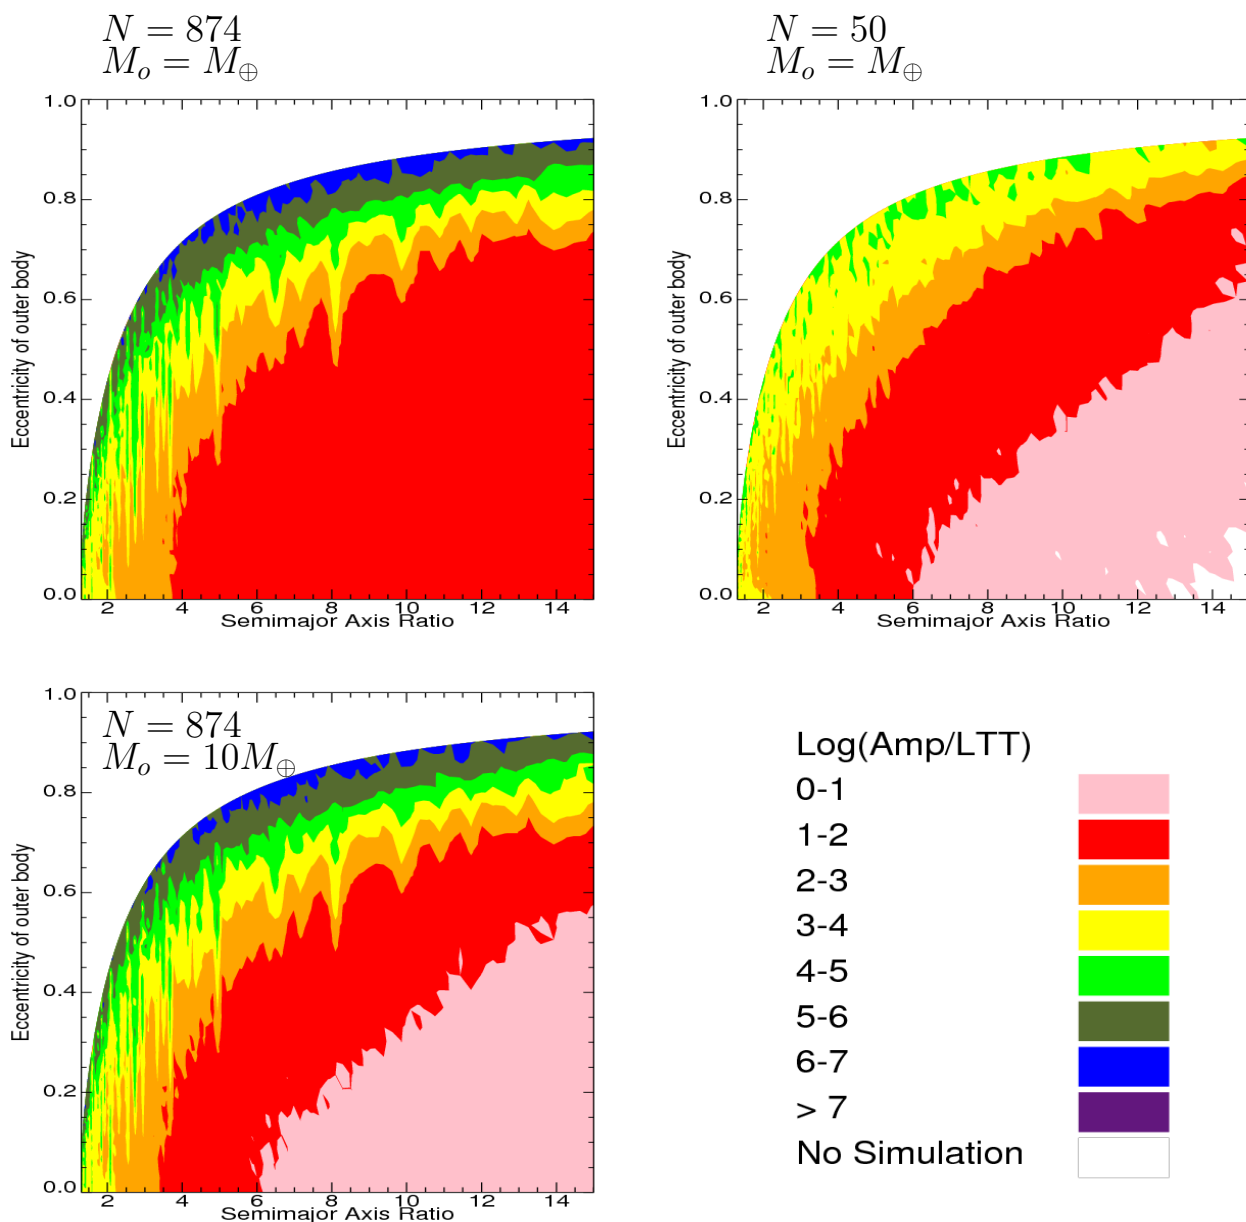 N = 874
M_o = M_⊕
1.0
0.8
0.6
0.4
0.2
0.0
Eccentricity of outer body
2 4 6 8 10 12 14
Semimajor Axis Ratio
N = 50
M_o = M_⊕
1.0
0.8
0.6
0.4
0.2
0.0
Eccentricity of outer body
2 4 6 8 10 12 14
Semimajor Axis Ratio
N = 874
M_o = 10M_⊕
1.0
0.8
0.6
0.4
0.2
0.0
Eccentricity of outer body
2 4 6 8 10 12 14
Semimajor Axis Ratio
Log(Amp/LTT)
0-1
1-2
2-3
3-4
4-5
5-6
6-7
> 7
No Simulation